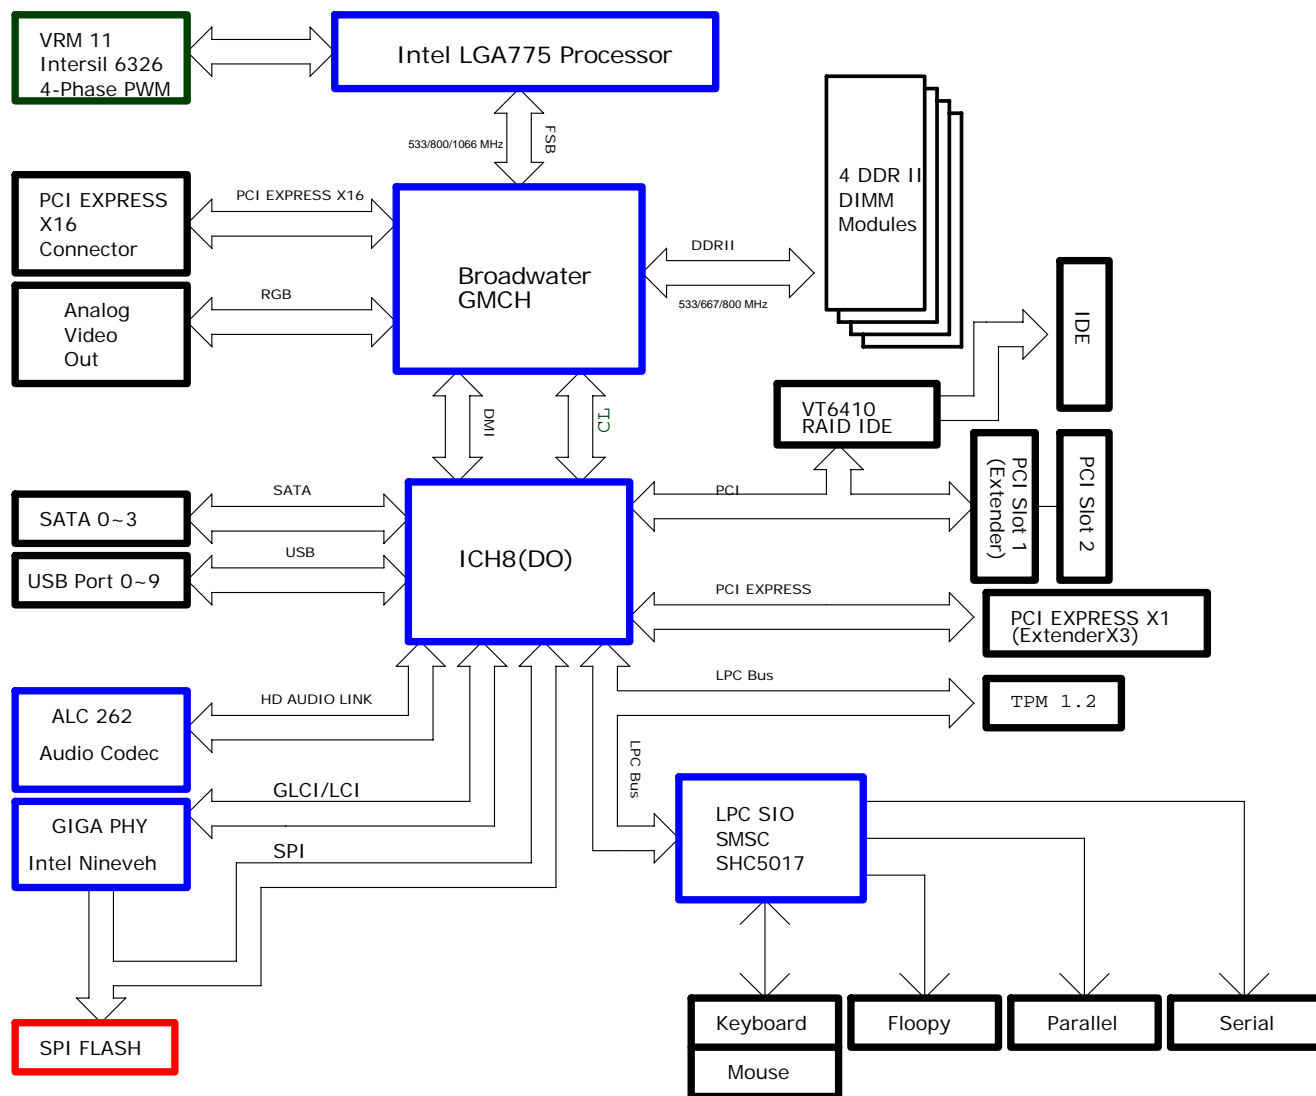 VRM 11
Intersil 6326
4-Phase PWM
Intel LGA775 Processor
533/800/1066 MHz
FSB
PCI EXPRESS
X16
Connector
PCI EXPRESS X16
Analog
Video
Out
RGB
Broadwater
GMCH
DDRII
533/667/800 MHz
4 DDR II
DIMM
Modules
IDE
VT6410
RAID IDE
DMI
CL
SATA 0~3
SATA
USB Port 0~9
USB
ICH8(DO)
PCI
PCI Slot 1
(Extender)
PCI Slot 2
PCI EXPRESS
PCI EXPRESS X1
(ExtenderX3)
LPC Bus
TPM 1.2
ALC 262
Audio Codec
HD AUDIO LINK
GIGA PHY
Intel Nineveh
GLCI/LCI
SPI
LPC Bus
LPC SIO
SMSC
SHC5017
SPI FLASH
Keyboard
Mouse
Floopy
Parallel
Serial